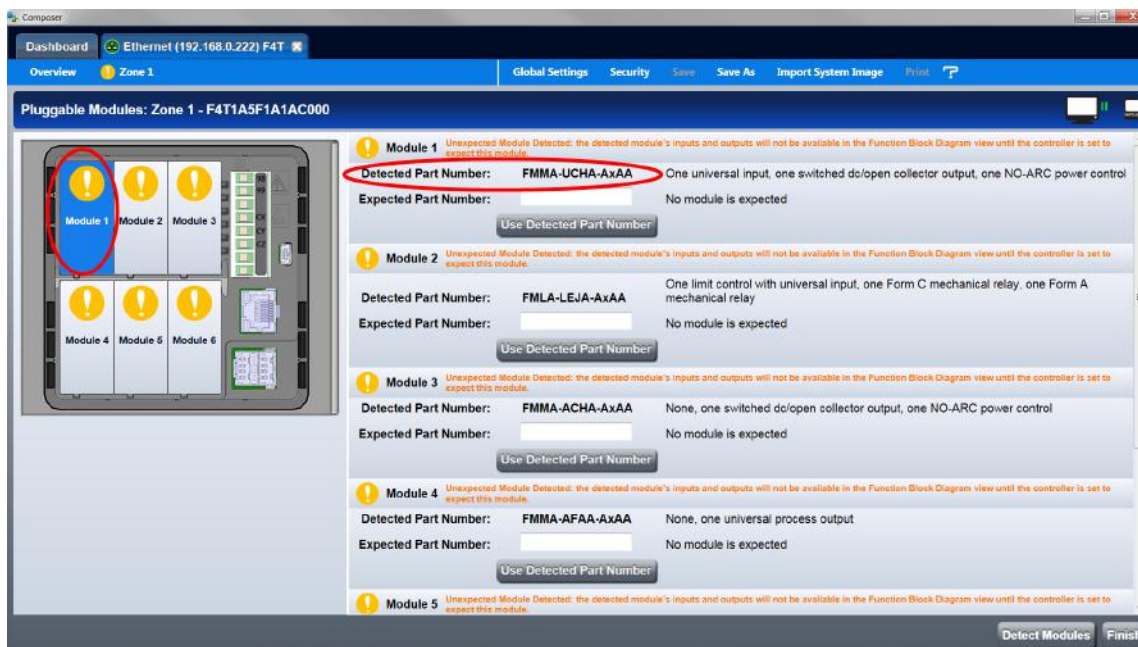 Composer
Dashboard
Ethernet (192.168.0.222) F4T
Overview
Zone 1
Global Settings Security Save Save As Import System Image Print ?
Pluggable Modules: Zone 1 - F4T1A5F1A1AC000
Module 1 Module 2 Module 3
Module 4 Module 5 Module 6
98
99
CX
CY
CZ
Module 1
Unexpected Module Detected: the detected module's inputs and outputs will not be available in the Function Block Diagram view until the controller is set to
expect this module.
Detected Part Number: FMMA-UCHA-AxAA One universal input, one switched dc/open collector output, one NO-ARC power control
Expected Part Number: No module is expected
Use Detected Part Number
Module 2
Unexpected Module Detected: the detected module's inputs and outputs will not be available in the Function Block Diagram view until the controller is set to
expect this module.
Detected Part Number: FMLA-LEJA-AxAA One limit control with universal input, one Form C mechanical relay, one Form A
mechanical relay
Expected Part Number: No module is expected
Use Detected Part Number
Module 3
Unexpected Module Detected: the detected module's inputs and outputs will not be available in the Function Block Diagram view until the controller is set to
expect this module.
Detected Part Number: FMMA-ACHA-AxAA None, one switched dc/open collector output, one NO-ARC power control
Expected Part Number: No module is expected
Use Detected Part Number
Module 4
Unexpected Module Detected: the detected module's inputs and outputs will not be available in the Function Block Diagram view until the controller is set to
expect this module.
Detected Part Number: FMMA-AFAA-AxAA None, one universal process output
Expected Part Number: No module is expected
Use Detected Part Number
Module 5
Unexpected Module Detected: the detected module's inputs and outputs will not be available in the Function Block Diagram view until the controller is set to
expect this module.
Detect Modules Finish